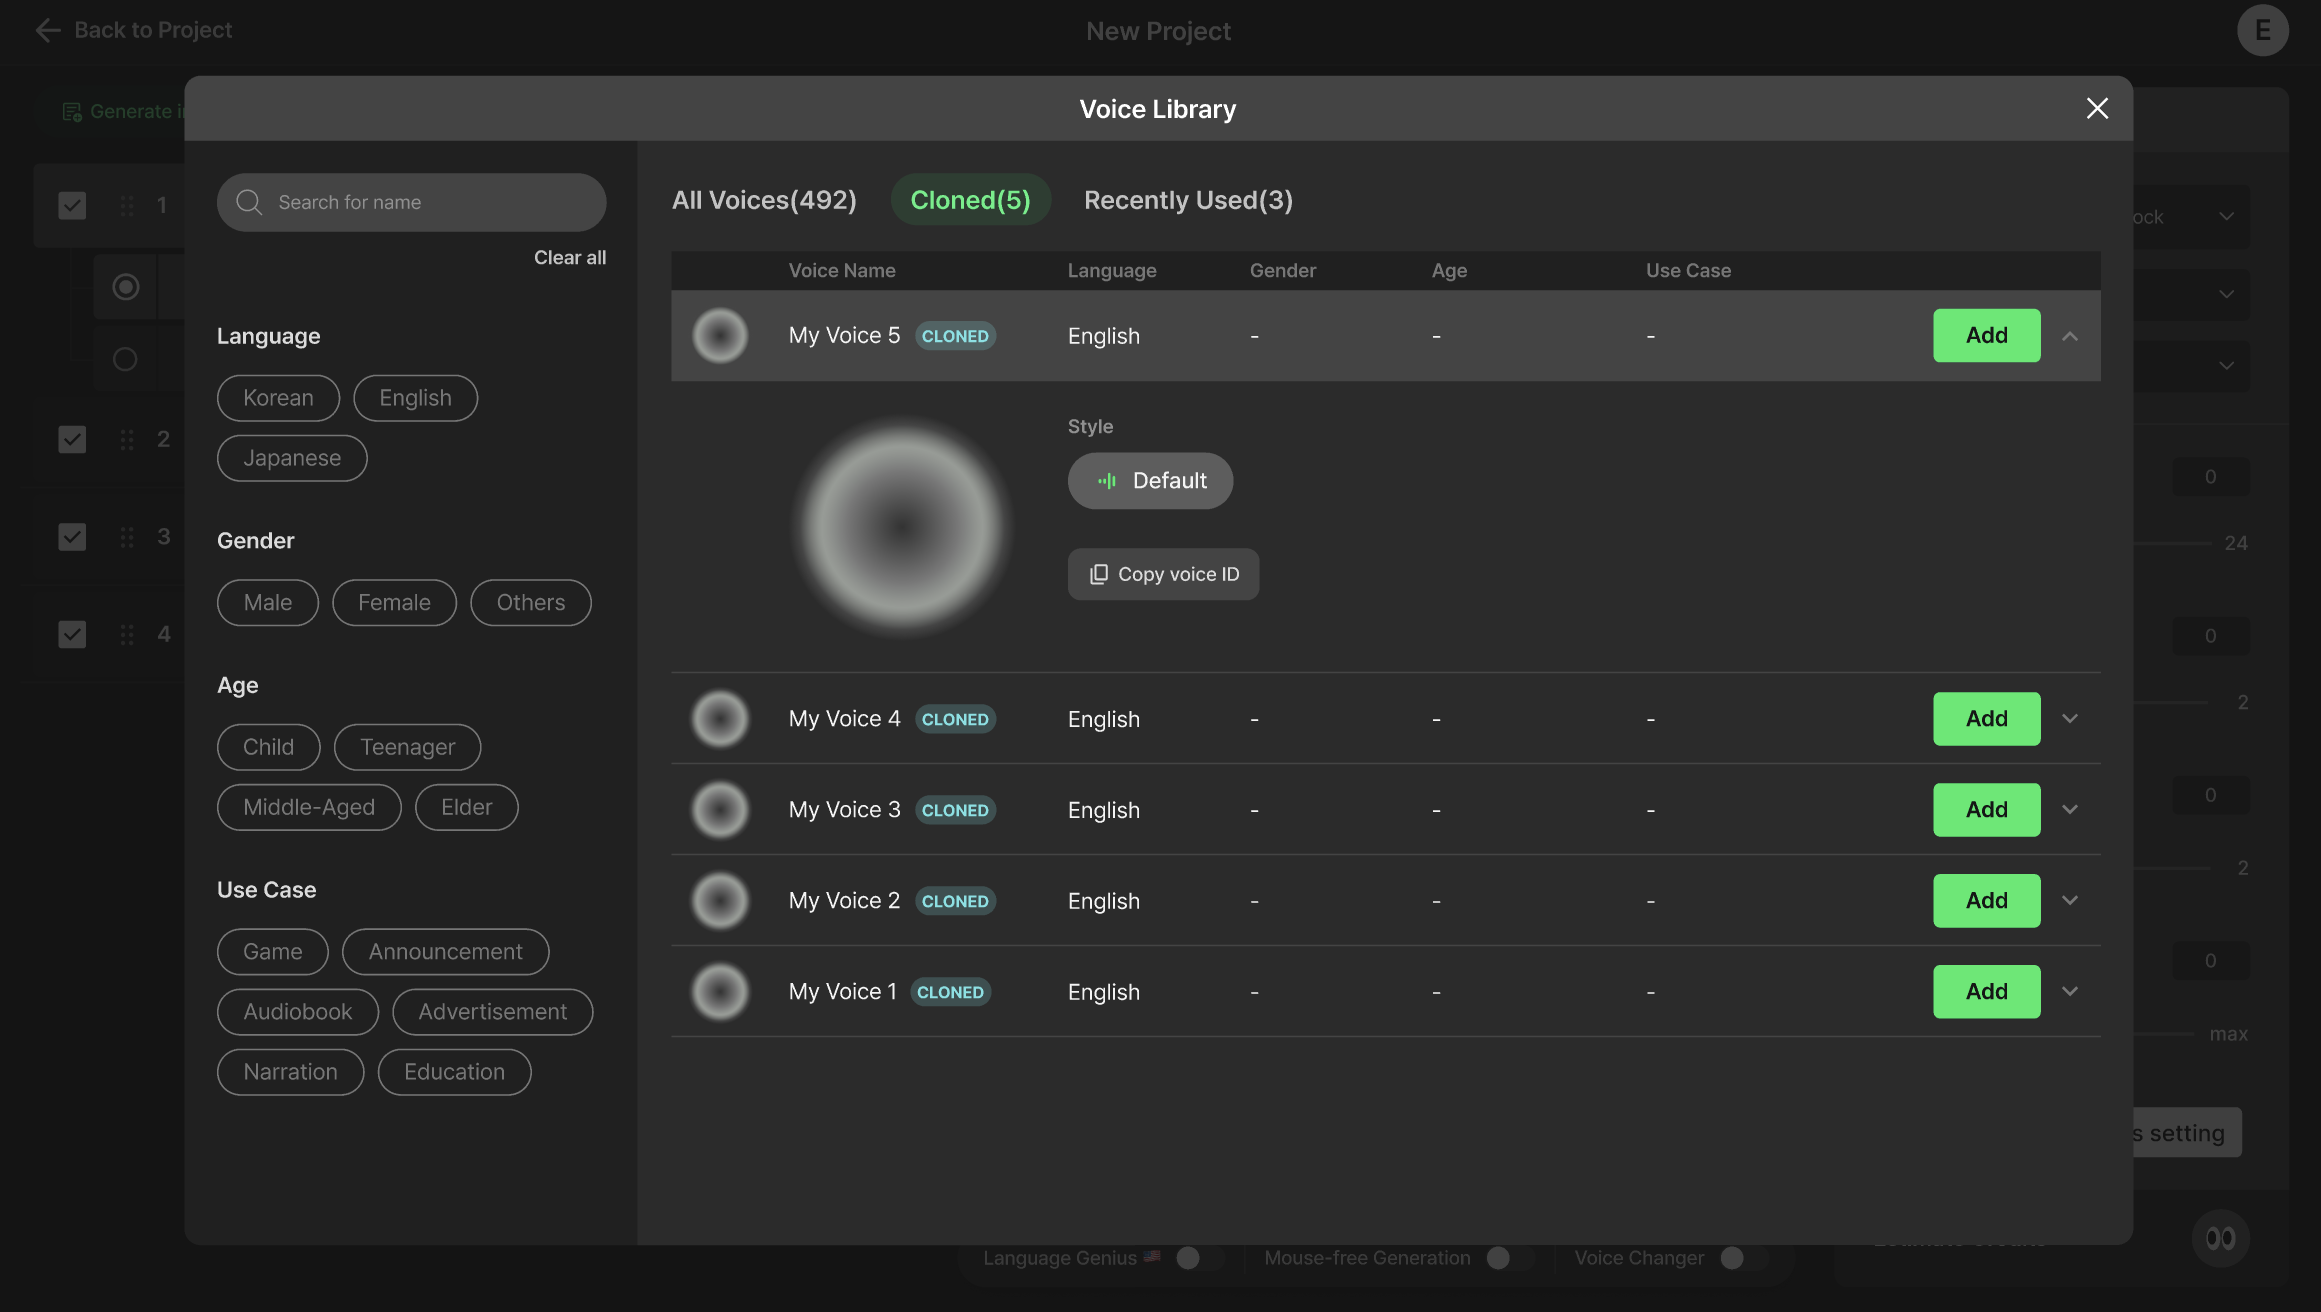 Back to Project
New Project
E
Generate
Voice Library
Search for name
Clear all
Language
Korean English
Japanese
Gender
Male Female Others
Age
Child Teenager
Middle-Aged Elder
Use Case
Game Announcement
Audiobook Advertisement
Narration Education
All Voices(492) Cloned(5) Recently Used(3)
Voice Name Language Gender Age Use Case
My Voice 5 CLONED English - - - Add
Style
Default
Copy voice ID
My Voice 4 CLONED English - - - Add
My Voice 3 CLONED English - - - Add
My Voice 2 CLONED English - - - Add
My Voice 1 CLONED English - - - Add
1
2
3
4
ock
0
24
0
2
0
2
0
max
s setting
Language Genius Mouse-free Generation Voice Changer